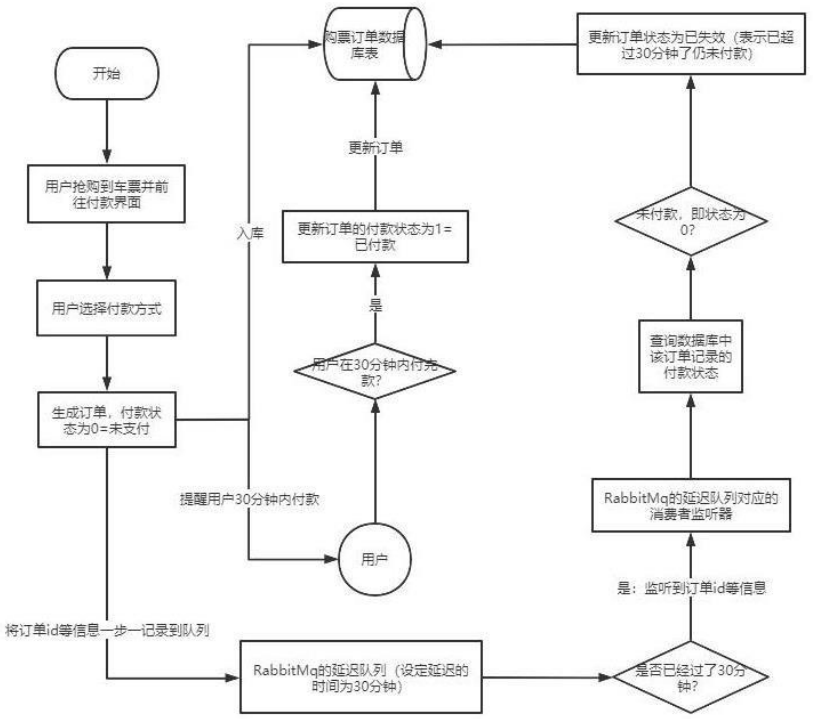 开始
用户抢购到车票并前
往付款界面
用户选择付款方式
生成订单，付款状
态为0=未支付
将订单id等信息一步一记录到队列
入库
提醒用户30分钟内付款
购票订单数据
库表
更新订单
更新订单的付款状态为1=
已付款
是
用户在30分钟内付完
款？
用户
RabbitMq的延迟队列（设定延迟的
时间为30分钟）
更新订单状态为已失效（表示已超
过30分钟了仍未付款）
未付款，即状态为
0？
查询数据库中
该订单记录的
付款状态
RabbitMq的延迟队列对应的
消费者监听器
是：监听到订单id等信息
是否已经过了30分
钟？